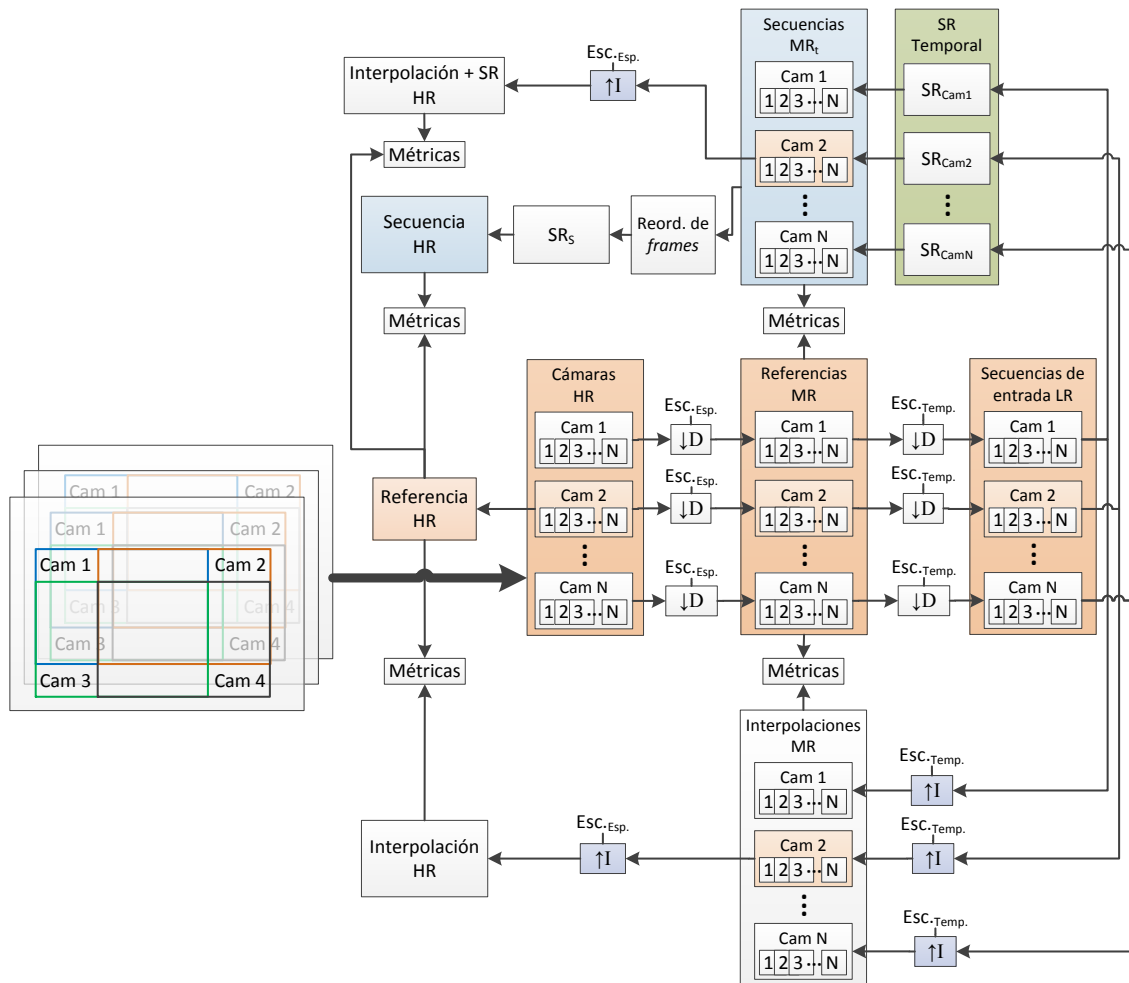 Interpolación + SR
HR
Esc.Esp.
↑I
Métricas
Secuencias
MRt
Cam 1
1 2 3 ··· N
Cam 2
1 2 3 ··· N
Cam N
1 2 3 ··· N
SR
Temporal
SRCam1
SRCam2
SRCamN
Secuencia
HR
SRS
Reord. de
frames
Métricas
Métricas
Cámaras
HR
Cam 1
1 2 3 ··· N
Cam 2
1 2 3 ··· N
Cam N
1 2 3 ··· N
Esc.Esp.
↓D
Esc.Esp.
↓D
Esc.Esp.
↓D
Referencias
MR
Cam 1
1 2 3 ··· N
Cam 2
1 2 3 ··· N
Cam N
1 2 3 ··· N
Esc.Temp.
↓D
Esc.Temp.
↓D
Esc.Temp.
↓D
Secuencias de
entrada LR
Cam 1
1 2 3 ··· N
Cam 2
1 2 3 ··· N
Cam N
1 2 3 ··· N
Referencia
HR
Cam 1
Cam 2
Cam 3
Cam 4
Cam 1
Cam 2
Cam 3
Cam 4
Cam 1
Cam 2
Cam 3
Cam 4
Métricas
Métricas
Interpolaciones
MR
Cam 1
1 2 3 ··· N
Cam 2
1 2 3 ··· N
Cam N
1 2 3 ··· N
Esc.Temp.
↑I
Esc.Temp.
↑I
Esc.Temp.
↑I
Esc.Esp.
↑I
Interpolación
HR